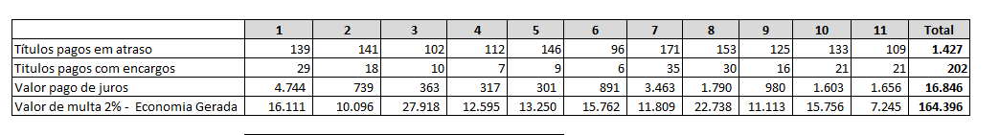 1 2 3 4 5 6 7 8 9 10 11 Total
Títulos pagos em atraso 139 141 102 112 146 96 171 153 125 133 109 1.427
Titulos pagos com encargos 29 18 10 7 9 6 35 30 16 21 21 202
Valor pago de juros 4.744 739 363 317 301 891 3.463 1.790 980 1.603 1.656 16.846
Valor de multa 2% - Economia Gerada 16.111 10.096 27.918 12.595 13.250 15.762 11.809 22.738 11.113 15.756 7.245 164.396